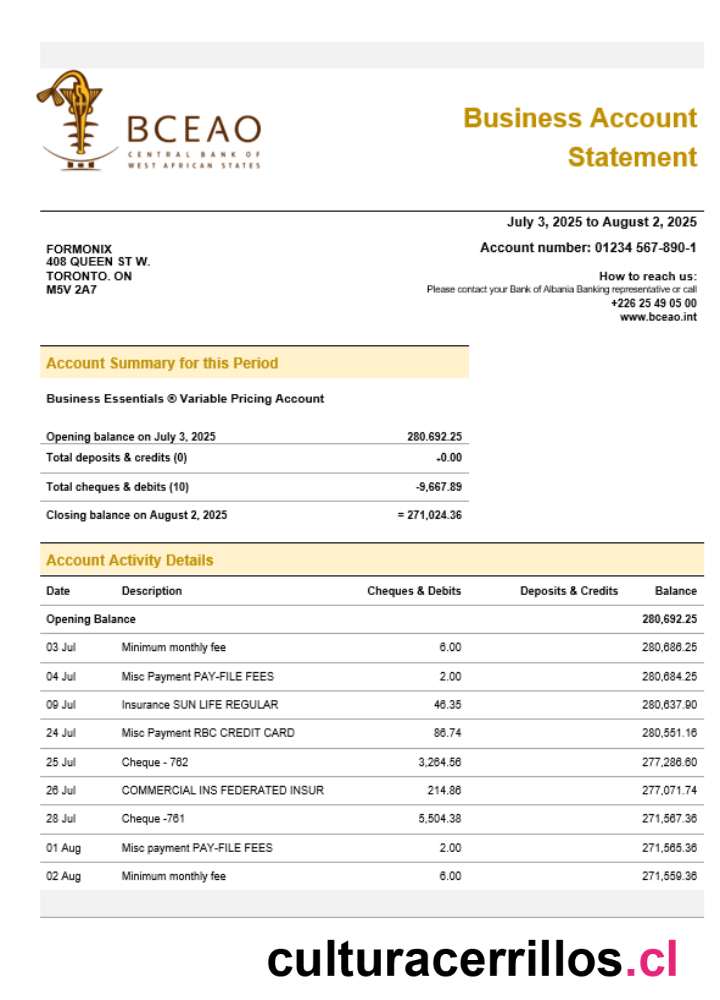 BCEAO
CENTRAL BANK OF
WEST AFRICAN STATES
Business Account
Statement
July 3, 2025 to August 2, 2025
Account number: 01234 567-890-1
FORMONIX
408 QUEEN ST W.
TORONTO. ON
M5V 2A7
How to reach us:
Please contact your Bank of Albania Banking representative or call
+226 25 49 05 00
www.bceao.int
Account Summary for this Period
Business Essentials ® Variable Pricing Account
Opening balance on July 3, 2025 280.692.25
Total deposits & credits (0) -0.00
Total cheques & debits (10) -9,667.89
Closing balance on August 2, 2025 = 271,024.36
Account Activity Details
Date Description Cheques & Debits Deposits & Credits Balance
Opening Balance 280,692.25
03 Jul Minimum monthly fee 6.00 280,686.25
04 Jul Misc Payment PAY-FILE FEES 2.00 280,684.25
09 Jul Insurance SUN LIFE REGULAR 46.35 280,637.90
24 Jul Misc Payment RBC CREDIT CARD 86.74 280,551.16
25 Jul Cheque - 762 3,264.56 277,286.60
26 Jul COMMERCIAL INS FEDERATED INSUR 214.86 277,071.74
28 Jul Cheque -761 5,504.38 271,567.36
01 Aug Misc payment PAY-FILE FEES 2.00 271,565.36
02 Aug Minimum monthly fee 6.00 271,559.36
culturacerrillos.cl